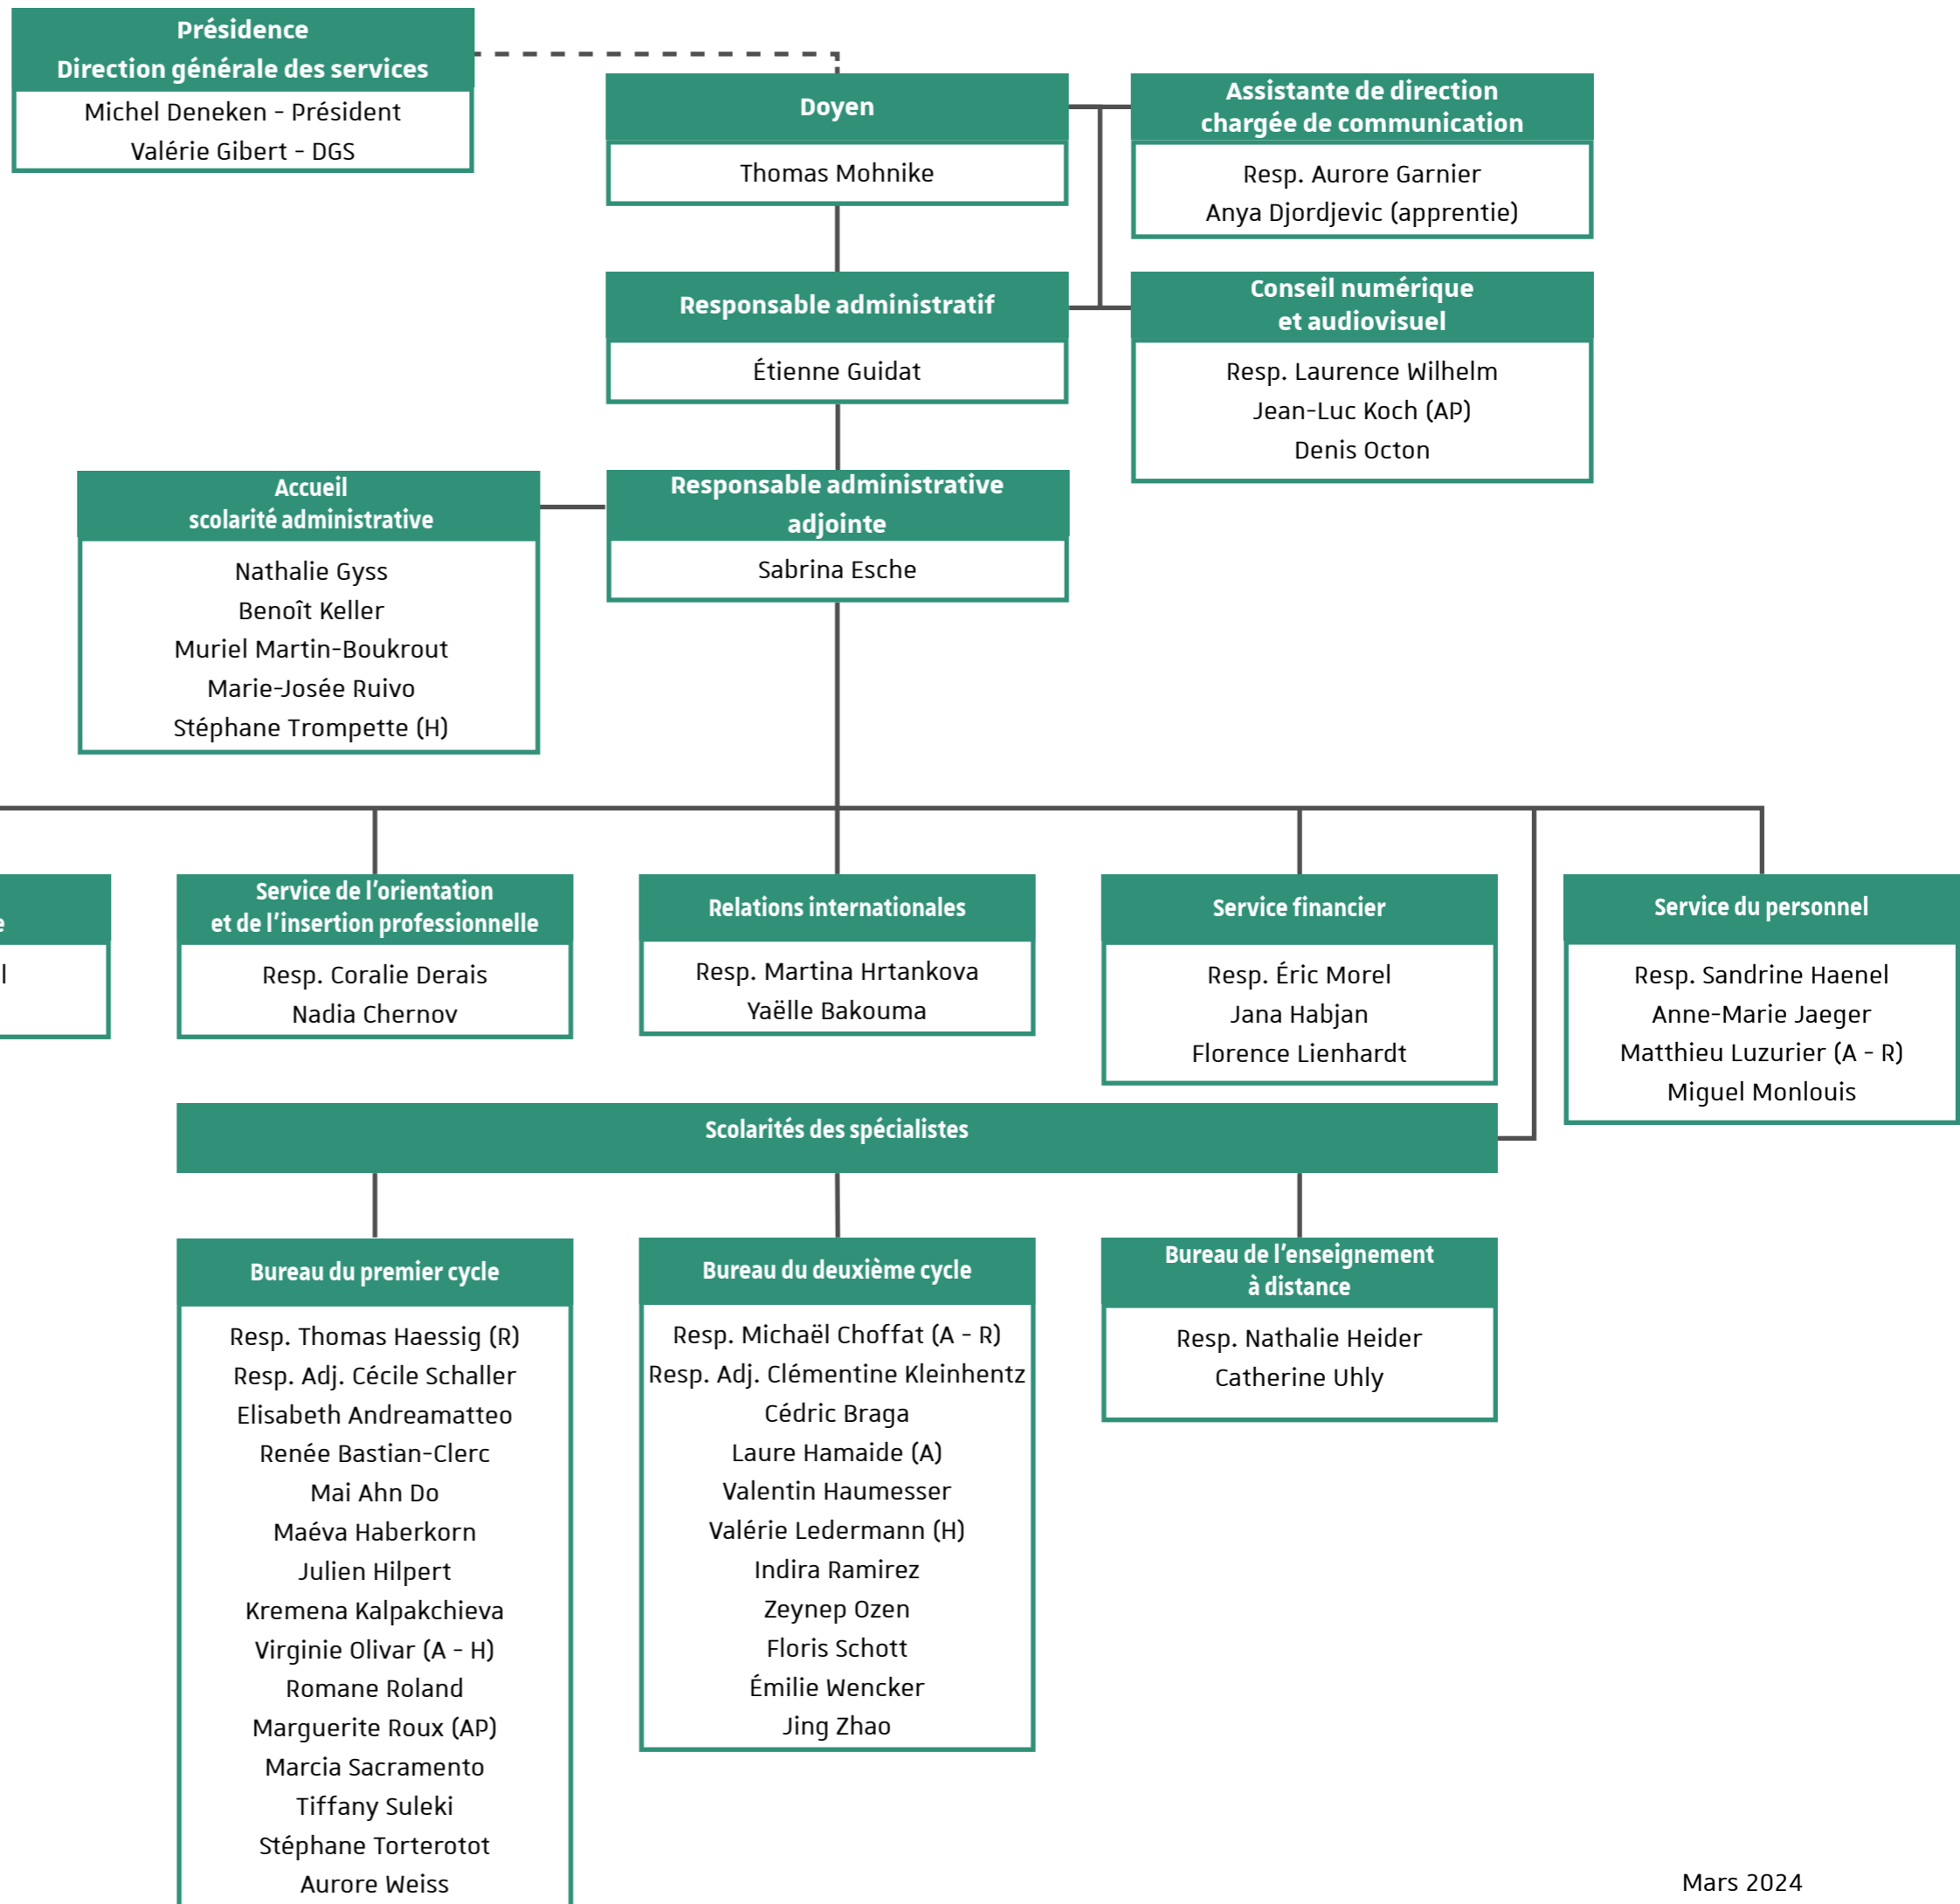 Présidence
Direction générale des services
Michel Deneken - Président
Valérie Gibert - DGS
Doyen
Thomas Mohnike
Assistante de direction
chargée de communication
Resp. Aurore Garnier
Anya Djordjevic (apprentie)
Responsable administratif
Étienne Guidat
Conseil numérique
et audiovisuel
Resp. Laurence Wilhelm
Jean-Luc Koch (AP)
Denis Octon
Accueil
scolarité administrative
Nathalie Gyss
Benoît Keller
Muriel Martin-Boukrout
Marie-Josée Ruivo
Stéphane Trompette (H)
Responsable administrative
adjointe
Sabrina Esche
e
l
Service de l'orientation
et de l'insertion professionnelle
Resp. Coralie Derais
Nadia Chernov
Relations internationales
Resp. Martina Hrtankova
Yaëlle Bakouma
Service financier
Resp. Éric Morel
Jana Habjan
Florence Lienhardt
Service du personnel
Resp. Sandrine Haenel
Anne-Marie Jaeger
Matthieu Luzurier (A - R)
Miguel Monlouis
Scolarités des spécialistes
Bureau du premier cycle
Resp. Thomas Haessig (R)
Resp. Adj. Cécile Schaller
Elisabeth Andreamatteo
Renée Bastian-Clerc
Mai Ahn Do
Maéva Haberkorn
Julien Hilpert
Kremena Kalpakchieva
Virginie Olivar (A - H)
Romane Roland
Marguerite Roux (AP)
Marcia Sacramento
Tiffany Suleki
Stéphane Torterotot
Aurore Weiss
Bureau du deuxième cycle
Resp. Michaël Choffat (A - R)
Resp. Adj. Clémentine Kleinhentz
Cédric Braga
Laure Hamaide (A)
Valentin Haumesser
Valérie Ledermann (H)
Indira Ramirez
Zeynep Ozen
Floris Schott
Émilie Wencker
Jing Zhao
Bureau de l'enseignement
à distance
Resp. Nathalie Heider
Catherine Uhly
Mars 2024